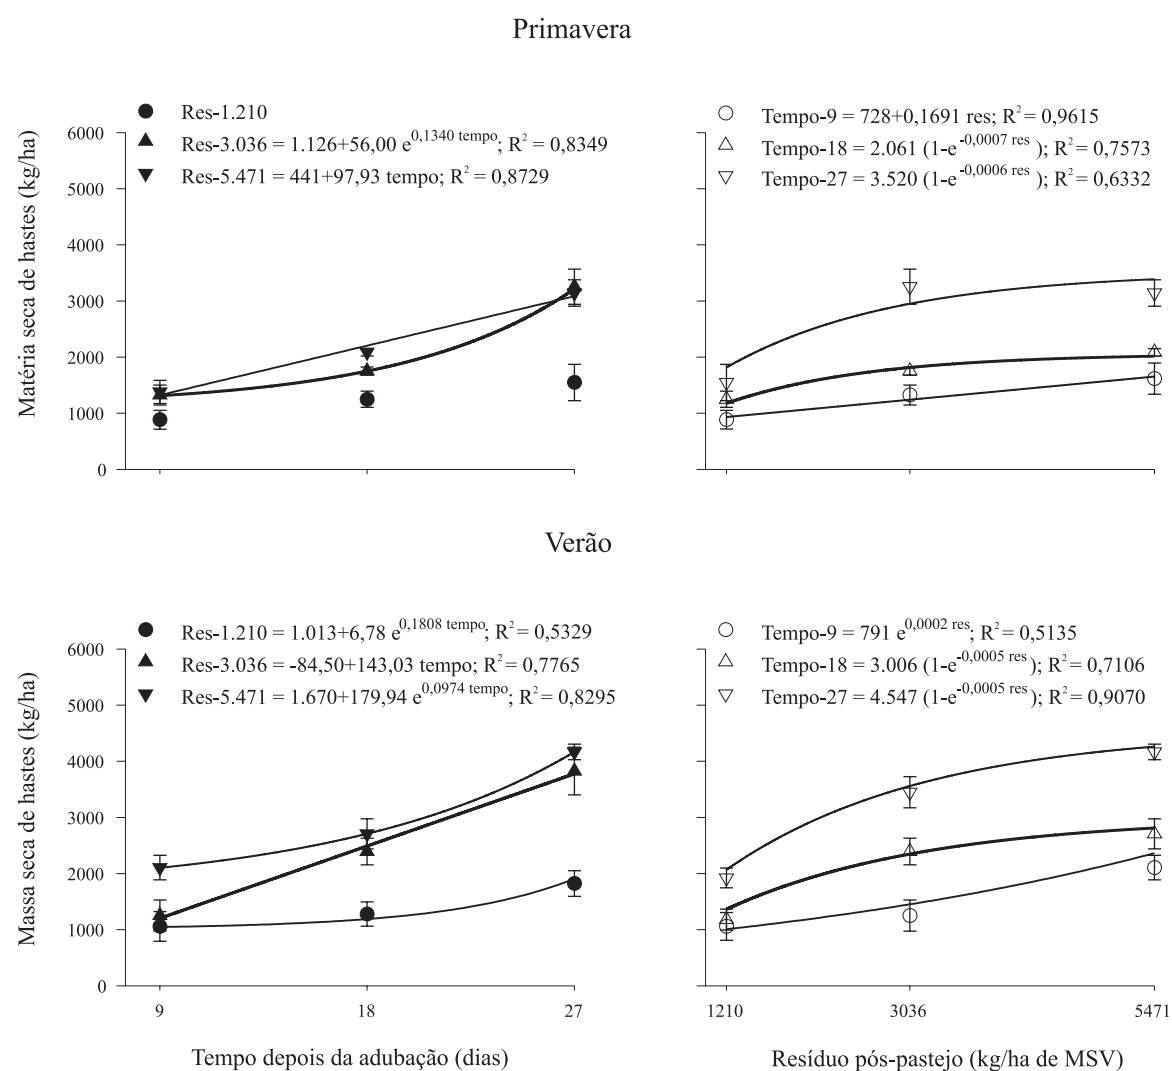 Primavera
Matéria seca de hastes (kg/ha)
6000
5000
4000
3000
2000
1000
0
Res-1.210
Res-3.036 = 1.126+56,00 e^0,1340 tempo; R² = 0,8349
Res-5.471 = 441+97,93 tempo; R² = 0,8729
Tempo-9 = 728+0,1691 res; R² = 0,9615
Tempo-18 = 2.061 (1-e^-0,0007 res ); R² = 0,7573
Tempo-27 = 3.520 (1-e^-0,0006 res ); R² = 0,6332
Verão
Massa seca de hastes (kg/ha)
6000
5000
4000
3000
2000
1000
0
Res-1.210 = 1.013+6,78 e^0,1808 tempo; R² = 0,5329
Res-3.036 = -84,50+143,03 tempo; R² = 0,7765
Res-5.471 = 1.670+179,94 e^0,0974 tempo; R² = 0,8295
9 18 27
Tempo depois da adubação (dias)
Tempo-9 = 791 e^0,0002 res; R² = 0,5135
Tempo-18 = 3.006 (1-e^-0,0005 res); R² = 0,7106
Tempo-27 = 4.547 (1-e^-0,0005 res); R² = 0,9070
1210 3036 5471
Resíduo pós-pastejo (kg/ha de MSV)